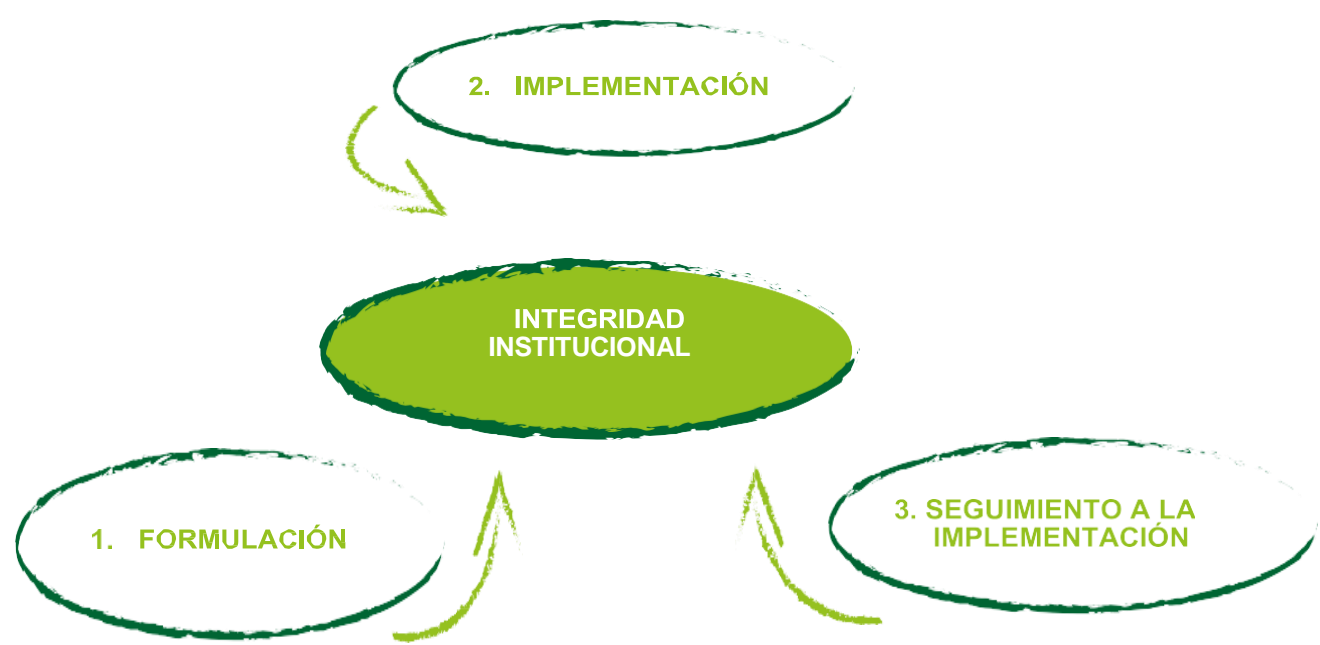 2. IMPLEMENTACIÓN
INTEGRIDAD
INSTITUCIONAL
1. FORMULACIÓN
3. SEGUIMIENTO A LA
IMPLEMENTACIÓN